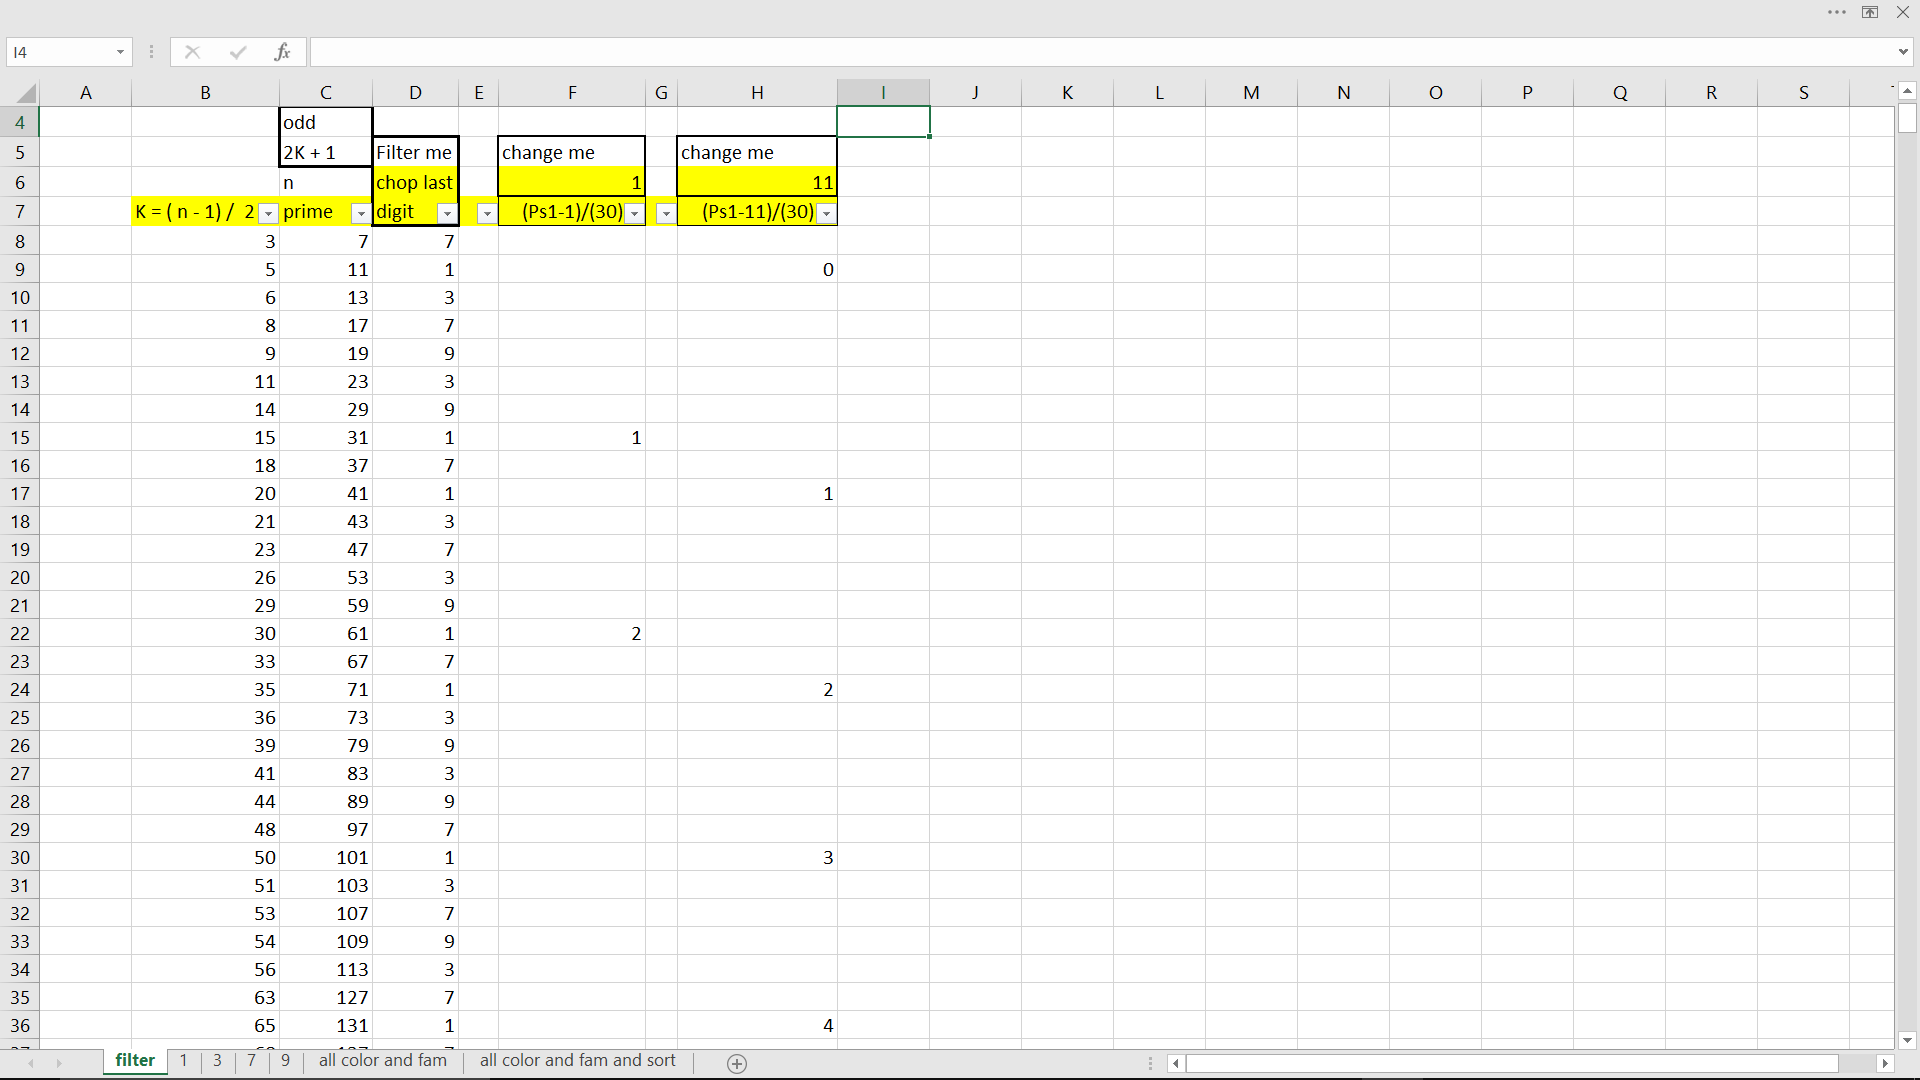 I4
fx
A B C D E F G H I J K L M N O P Q R S
4 odd
5 2K + 1 Filter me change me change me
6 n chop last 1 11
7 K = ( n - 1) / 2 prime digit (Ps1-1)/(30) (Ps1-11)/(30)
8 3 7 7
9 5 11 1 0
10 6 13 3
11 8 17 7
12 9 19 9
13 11 23 3
14 14 29 9
15 15 31 1 1
16 18 37 7
17 20 41 1 1
18 21 43 3
19 23 47 7
20 26 53 3
21 29 59 9
22 30 61 1 2
23 33 67 7
24 35 71 1 2
25 36 73 3
26 39 79 9
27 41 83 3
28 44 89 9
29 48 97 7
30 50 101 1 3
31 51 103 3
32 53 107 7
33 54 109 9
34 56 113 3
35 63 127 7
36 65 131 1 4
filter 1 3 7 9 all color and fam all color and fam and sort